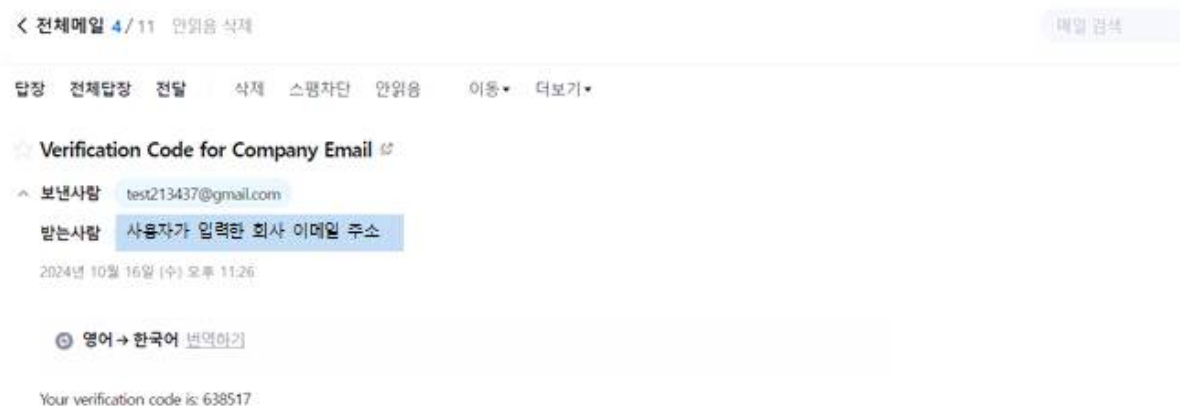 전체메일 4 / 11 안읽음 삭제 메일 검색
답장 전체답장 전달 삭제 스팸차단 안읽음 이동 더보기
Verification Code for Company Email
보낸사람 test213437@gmail.com
받는사람 사용자가 입력한 회사 이메일 주소
2024년 10월 16일 (수) 오후 11:26
영어 → 한국어 번역하기
Your verification code is: 638517